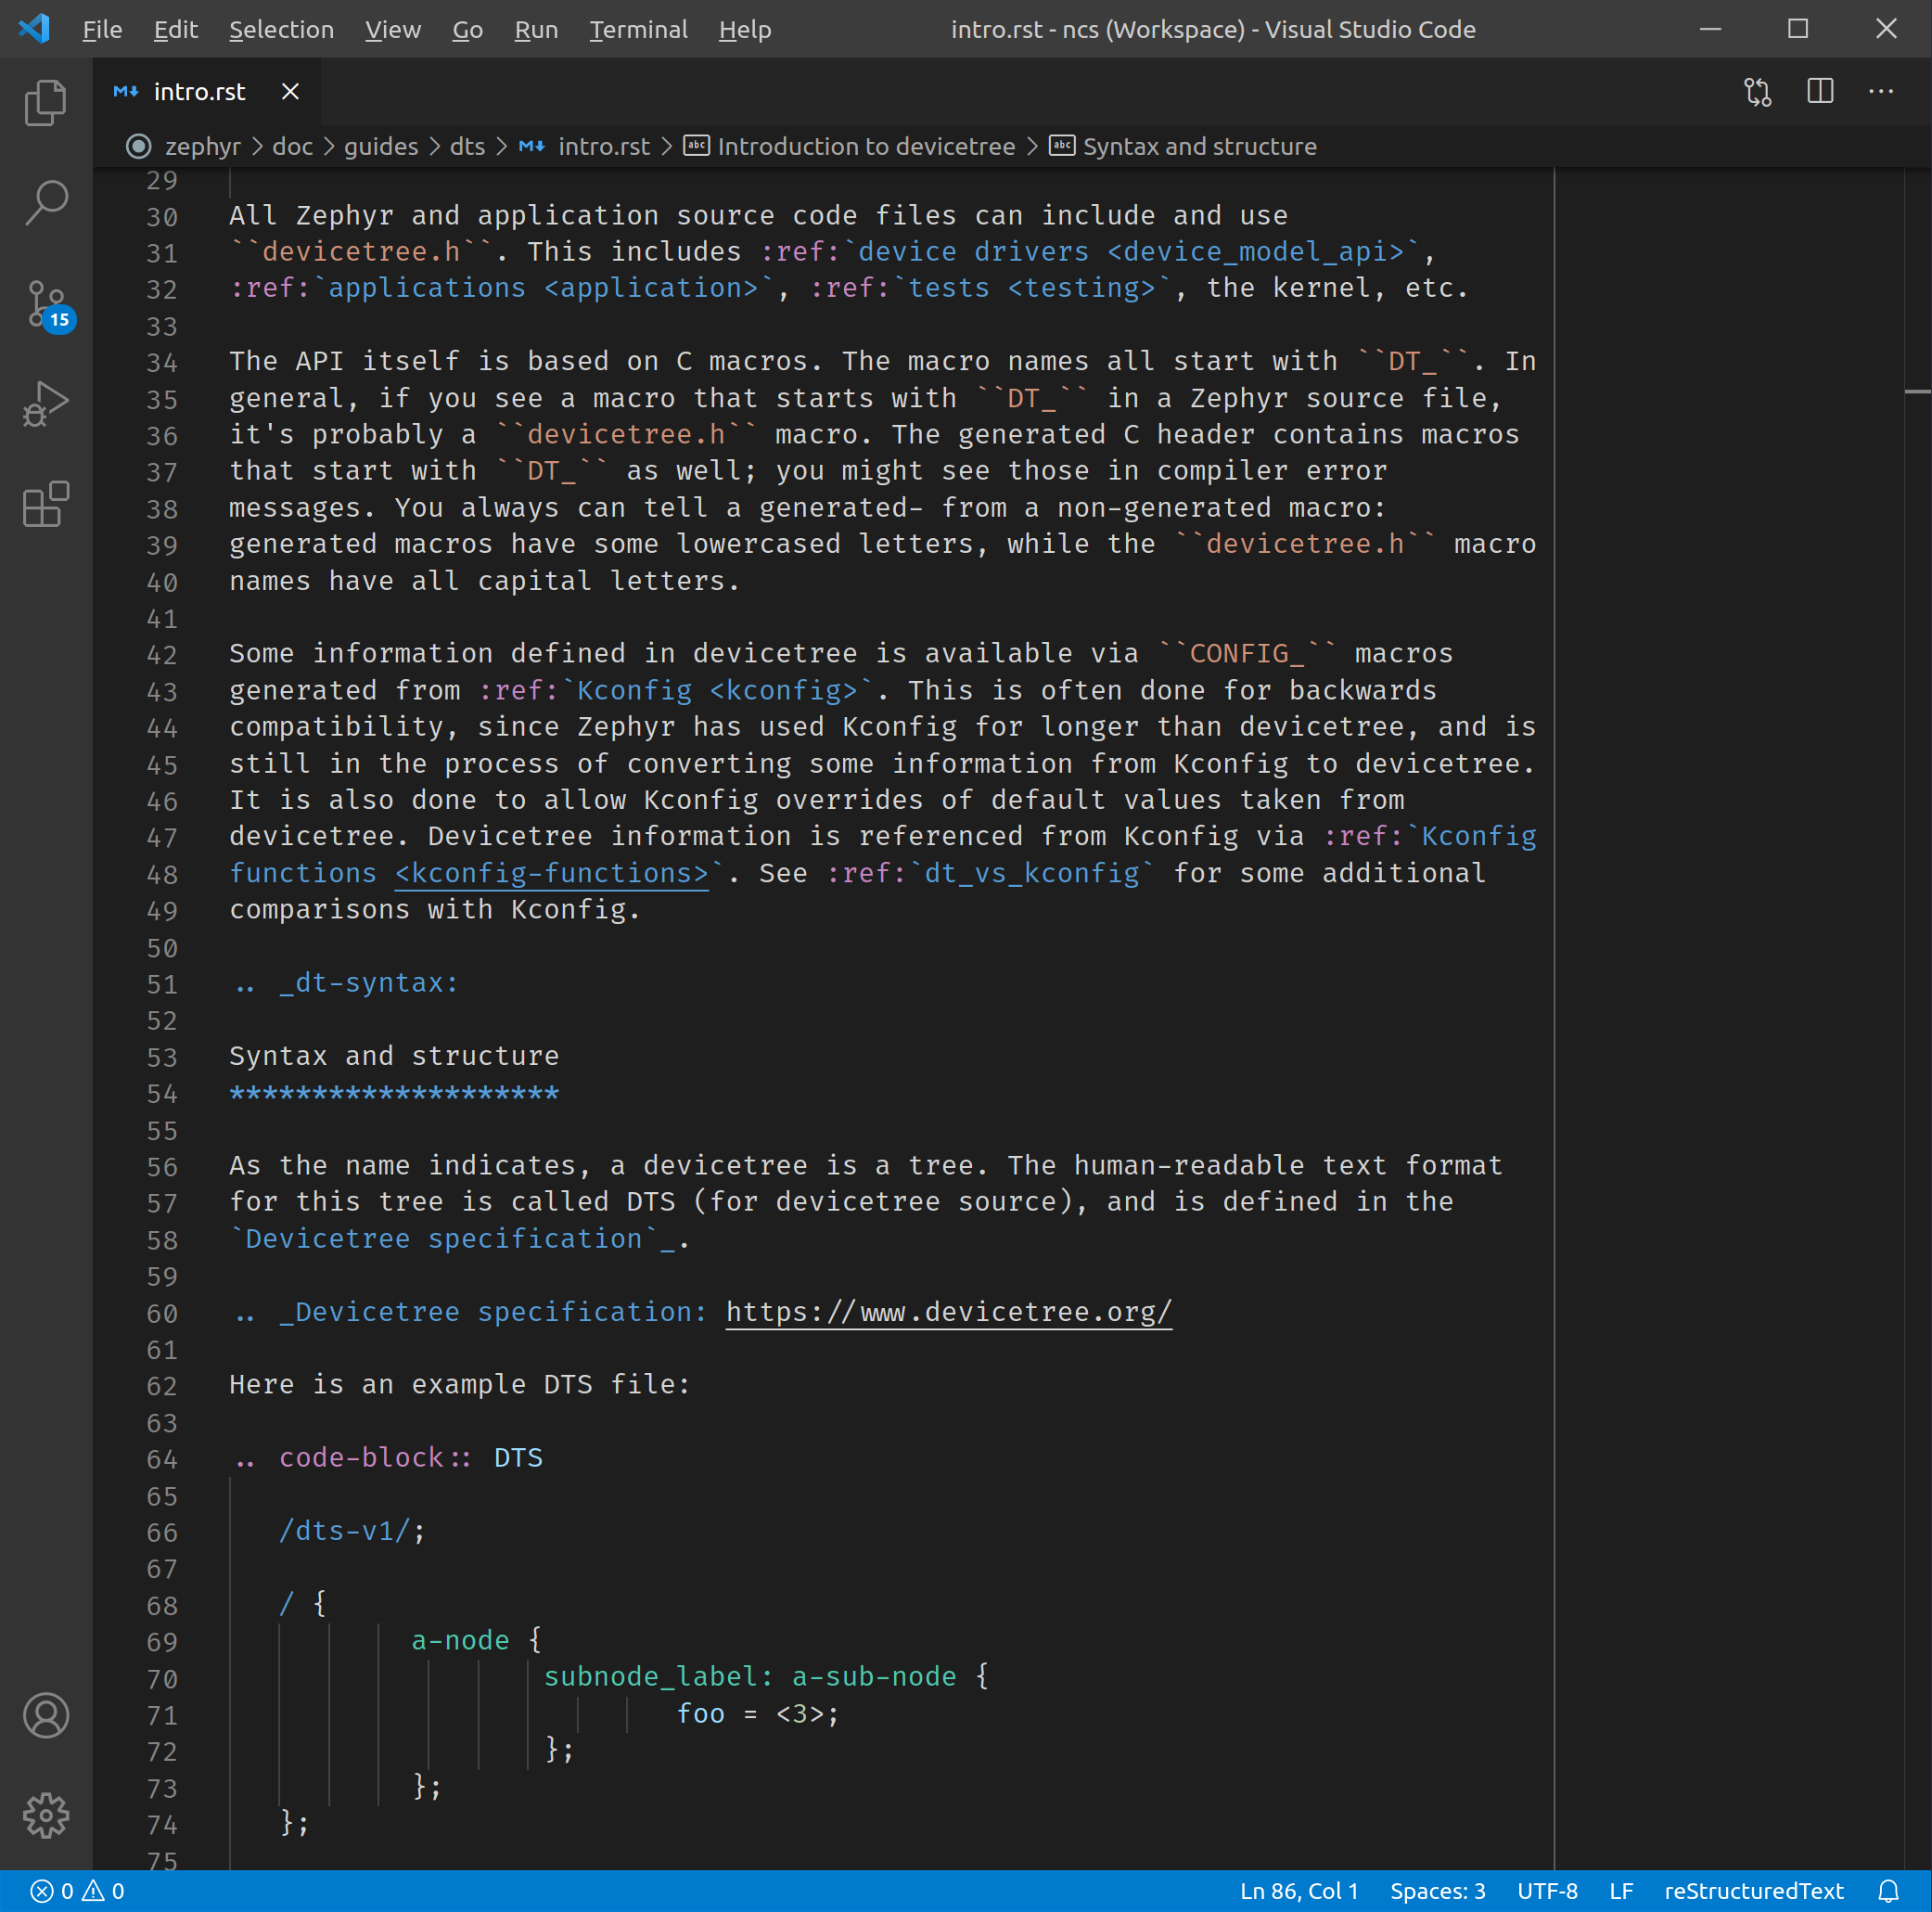 File Edit Selection View Go Run Terminal Help intro.rst - ncs (Workspace) - Visual Studio Code
intro.rst
zephyr > doc > guides > dts > intro.rst > abc Introduction to devicetree > abc Syntax and structure
29
30 All Zephyr and application source code files can include and use
31 ``devicetree.h``. This includes :ref:`device drivers <device_model_api>`,
32 :ref:`applications <application>`, :ref:`tests <testing>`, the kernel, etc.
33
34 The API itself is based on C macros. The macro names all start with ``DT_``. In
35 general, if you see a macro that starts with ``DT_`` in a Zephyr source file,
36 it's probably a ``devicetree.h`` macro. The generated C header contains macros
37 that start with ``DT_`` as well; you might see those in compiler error
38 messages. You always can tell a generated- from a non-generated macro:
39 generated macros have some lowercased letters, while the ``devicetree.h`` macro
40 names have all capital letters.
41
42 Some information defined in devicetree is available via ``CONFIG_`` macros
43 generated from :ref:`Kconfig <kconfig>`. This is often done for backwards
44 compatibility, since Zephyr has used Kconfig for longer than devicetree, and is
45 still in the process of converting some information from Kconfig to devicetree.
46 It is also done to allow Kconfig overrides of default values taken from
47 devicetree. Devicetree information is referenced from Kconfig via :ref:`Kconfig
48 functions <kconfig-functions>`. See :ref:`dt_vs_kconfig` for some additional
49 comparisons with Kconfig.
50
51 .. _dt-syntax:
52
53 Syntax and structure
54 ********************
55
56 As the name indicates, a devicetree is a tree. The human-readable text format
57 for this tree is called DTS (for devicetree source), and is defined in the
58 `Devicetree specification`_.
59
60 .. _Devicetree specification: https://www.devicetree.org/
61
62 Here is an example DTS file:
63
64 .. code-block:: DTS
65
66 /dts-v1/;
67
68 / {
69 a-node {
70 subnode_label: a-sub-node {
71 foo = <3>;
72 };
73 };
74 };
75
15
0 0 Ln 86, Col 1 Spaces: 3 UTF-8 LF reStructuredText